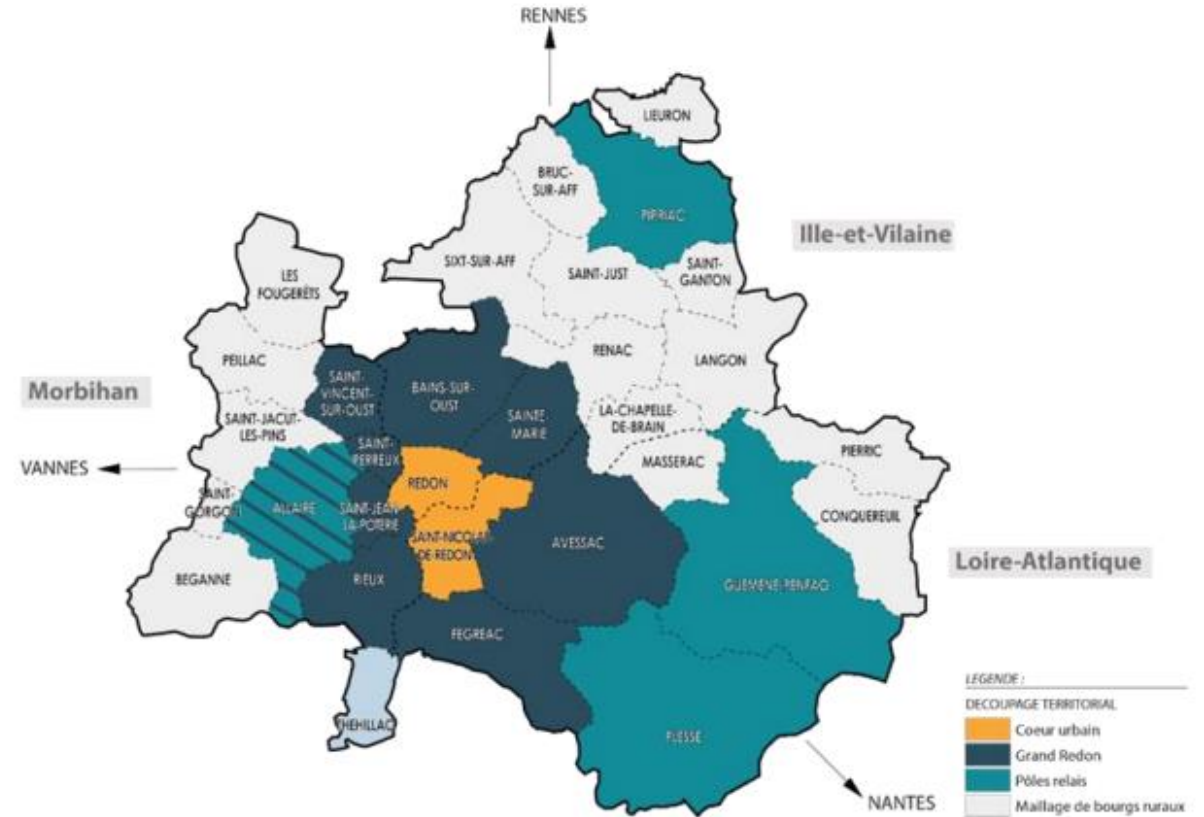 RENNES
LIEURON
BRUC-
SUR-AFF
PIPRIAC
Ille-et-Vilaine
SIXT-SUR-AFF
SAINT-JUST
SAINT-
GANTON
LES
FOUGERÊTS
RENAC
LANGON
PEILLAC
SAINT-
VINCENT-
SUR-OUST
BAINS-SUR-
OUST
SAINTE-
MARIE
Morbihan
SAINT-JACUT-
LES-PINS
LA-CHAPELLE-
DE-BRAIN
SAINT-
PERREUX
MASSERAC
PIERRIC
VANNES
REDON
SAINT-
GORGON
ALLAIRE
SAINT-JEAN
LA-POTERIE
CONQUEREUIL
SAINT-NICOLAS
DE REDON
AVESSAC
Loire-Atlantique
BEGANNE
RIEUX
GUEMENE-PENFAO
FEGREAC
THEHILLAC
PLESSE
NANTES
LEGENDE :
DECOUPAGE TERRITORIAL
Coeur urbain
Grand Redon
Pôles relais
Maillage de bourgs ruraux